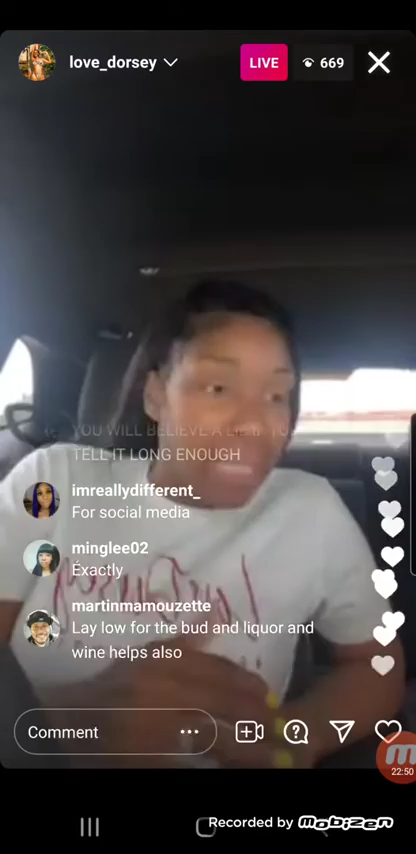 love_dorsey
LIVE
669
YOU WILL BELIEVE A LIE IF YOU
TELL IT LONG ENOUGH
imreallydifferent_
For social media
minglee02
Éxactly
martinmamouzette
Lay low for the bud and liquor and
wine helps also
Comment
22:50
Recorded by mobizen